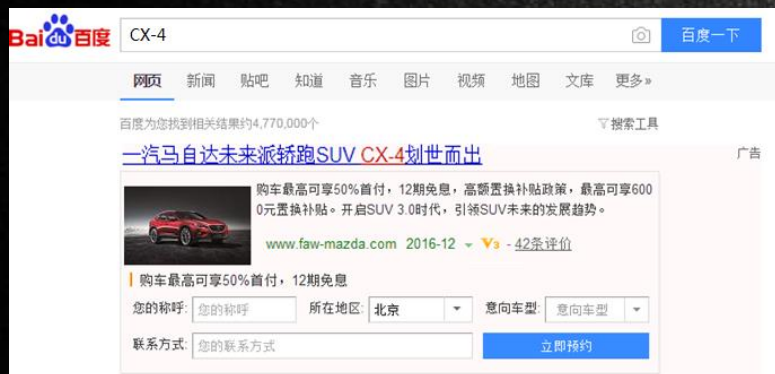 Bai du 百度 CX-4 百度一下
网页 新闻 贴吧 知道 音乐 图片 视频 地图 文库 更多»
百度为您找到相关结果约4,770,000个 搜索工具
一汽马自达未来派轿跑SUV CX-4划世而出 广告
购车最高可享50%首付，12期免息，高额置换补贴政策，最高可享600
0元置换补贴。开启SUV 3.0时代，引领SUV未来的发展趋势。
www.faw-mazda.com 2016-12 V3 - 42条评价
购车最高可享50%首付，12期免息
您的称呼: 您的称呼 所在地区: 北京 意向车型: 意向车型
联系方式: 您的联系方式 立即预约